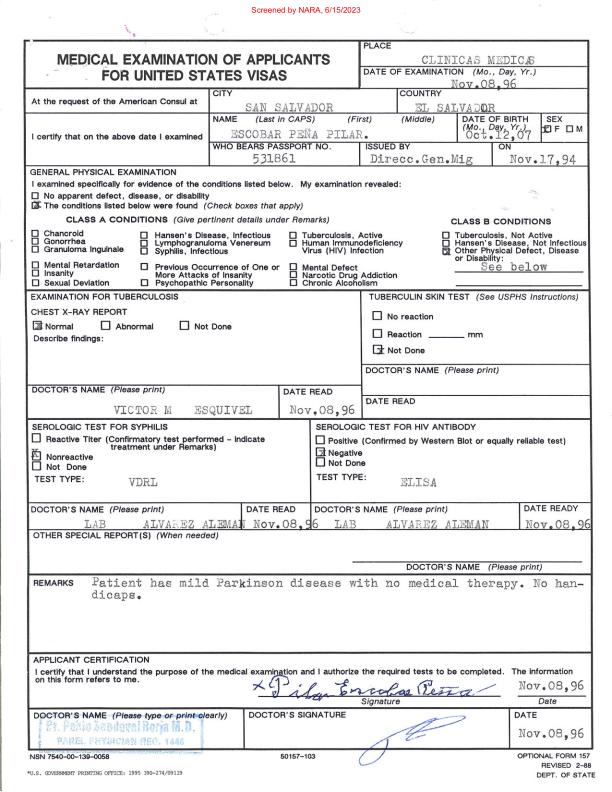 Screened by NARA, 6/15/2023
MEDICAL EXAMINATION OF APPLICANTS
FOR UNITED STATES VISAS
PLACE
CLINICAS MEDICAS
DATE OF EXAMINATION (Mo., Day, Yr.)
Nov.08,96
At the request of the American Consul at
CITY
SAN SALVADOR
COUNTRY
EL SALVADOR
I certify that on the above date I examined
NAME (Last in CAPS) (First) (Middle)
ESCOBAR PEÑA PILAR.
DATE OF BIRTH
(Mo., Day, Yr.)
Oct.12,07
SEX
F M
WHO BEARS PASSPORT NO.
531861
ISSUED BY
Direcc.Gen.Mig
ON
Nov.17,94
GENERAL PHYSICAL EXAMINATION
I examined specifically for evidence of the conditions listed below. My examination revealed:
No apparent defect, disease, or disability
The conditions listed below were found (Check boxes that apply)
CLASS A CONDITIONS (Give pertinent details under Remarks)
Chancroid
Gonorrhea
Granuloma Inguinale
Mental Retardation
Insanity
Sexual Deviation
Hansen's Disease, Infectious
Lymphogranuloma Venereum
Syphilis, Infectious
Previous Occurrence of One or
More Attacks of Insanity
Psychopathic Personality
Tuberculosis, Active
Human Immunodeficiency
Virus (HIV) Infection
Mental Defect
Narcotic Drug Addiction
Chronic Alcoholism
CLASS B CONDITIONS
Tuberculosis, Not Active
Hansen's Disease, Not Infectious
Other Physical Defect, Disease
or Disability:
See below
EXAMINATION FOR TUBERCULOSIS
CHEST X-RAY REPORT
Normal Abnormal Not Done
Describe findings:
DOCTOR'S NAME (Please print)
VICTOR M ESQUIVEL
DATE READ
Nov,08,96
TUBERCULIN SKIN TEST (See USPHS Instructions)
No reaction
Reaction ______ mm
Not Done
DOCTOR'S NAME (Please print)
DATE READ
SEROLOGIC TEST FOR SYPHILIS
Reactive Titer (Confirmatory test performed – indicate
treatment under Remarks)
Nonreactive
Not Done
TEST TYPE: VDRL
DOCTOR'S NAME (Please print)
LAB ALVAREZ ALEMAN
DATE READ
Nov.08,96
SEROLOGIC TEST FOR HIV ANTIBODY
Positive (Confirmed by Western Blot or equally reliable test)
Negative
Not Done
TEST TYPE: ELISA
DOCTOR'S NAME (Please print)
LAB ALVAREZ ALEMAN
DATE READY
Nov.08,96
OTHER SPECIAL REPORT(S) (When needed)
DOCTOR'S NAME (Please print)
REMARKS Patient has mild Parkinson disease with no medical therapy. No han-
dicaps.
APPLICANT CERTIFICATION
I certify that I understand the purpose of the medical examination and I authorize the required tests to be completed. The information
on this form refers to me.
x Pilar Escobar Peña
Signature
Nov.08,96
Date
DOCTOR'S NAME (Please type or print clearly)
Dr. Pablo Sandoval Borja M.D.
PANEL PHYSICIAN REG. 1446
DOCTOR'S SIGNATURE
DATE
Nov.08,96
NSN 7540-00-139-0058
50157-103
OPTIONAL FORM 157
REVISED 2-88
DEPT. OF STATE
*U.S. GOVERNMENT PRINTING OFFICE: 1995 390-274/09119